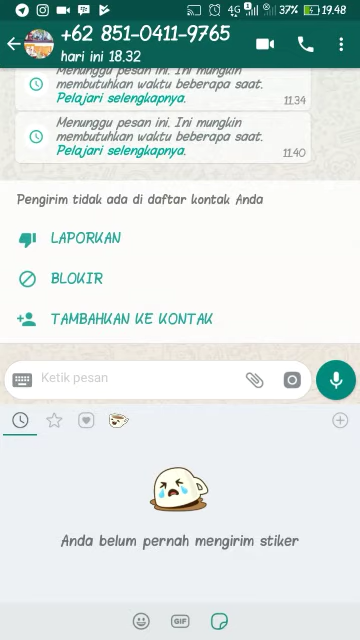 4G 37% 19.48
+62 851-0411-9765
hari ini 18.32
Menunggu pesan ini. Ini mungkin
membutuhkan waktu beberapa saat.
Pelajari selengkapnya.
11.34
Menunggu pesan ini. Ini mungkin
membutuhkan waktu beberapa saat.
Pelajari selengkapnya.
11.40
Pengirim tidak ada di daftar kontak Anda
LAPORKAN
BLOKIR
TAMBAHKAN KE KONTAK
Ketik pesan
Anda belum pernah mengirim stiker
GIF